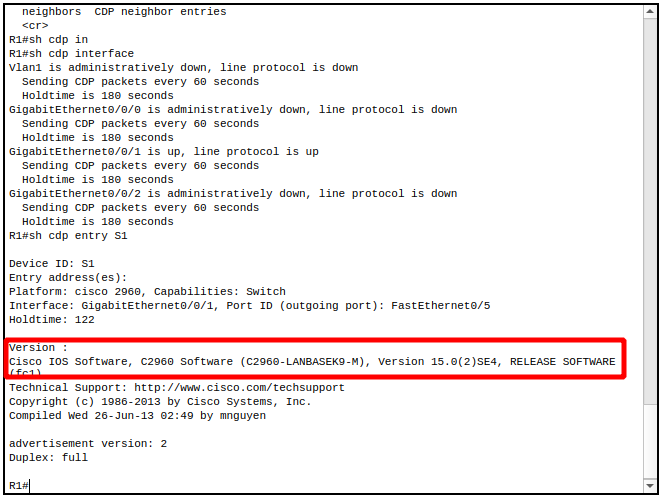 neighbors  CDP neighbor entries
<cr>
R1#sh cdp in
R1#sh cdp interface
Vlan1 is administratively down, line protocol is down
Sending CDP packets every 60 seconds
Holdtime is 180 seconds
GigabitEthernet0/0/0 is administratively down, line protocol is down
Sending CDP packets every 60 seconds
Holdtime is 180 seconds
GigabitEthernet0/0/1 is up, line protocol is up
Sending CDP packets every 60 seconds
Holdtime is 180 seconds
GigabitEthernet0/0/2 is administratively down, line protocol is down
Sending CDP packets every 60 seconds
Holdtime is 180 seconds
R1#sh cdp entry S1
Device ID: S1
Entry address(es):
Platform: cisco 2960, Capabilities: Switch
Interface: GigabitEthernet0/0/1, Port ID (outgoing port): FastEthernet0/5
Holdtime: 122
Version :
Cisco IOS Software, C2960 Software (C2960-LANBASEK9-M), Version 15.0(2)SE4, RELEASE SOFTWARE
(fc1)
Technical Support: http://www.cisco.com/techsupport
Copyright (c) 1986-2013 by Cisco Systems, Inc.
Compiled Wed 26-Jun-13 02:49 by mnguyen
advertisement version: 2
Duplex: full
R1#